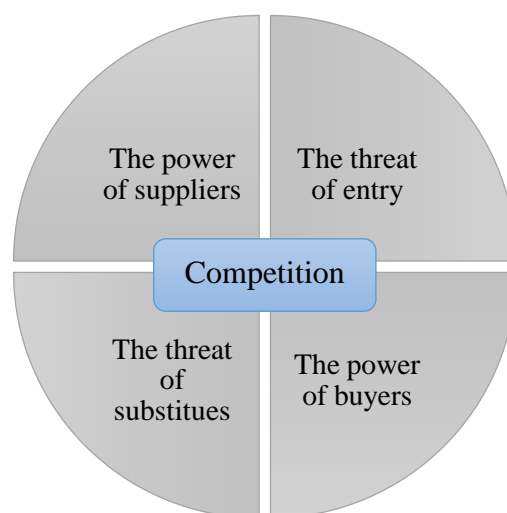 The power
of suppliers
The threat
of entry
Competition
The threat
of
substitues
The power
of buyers